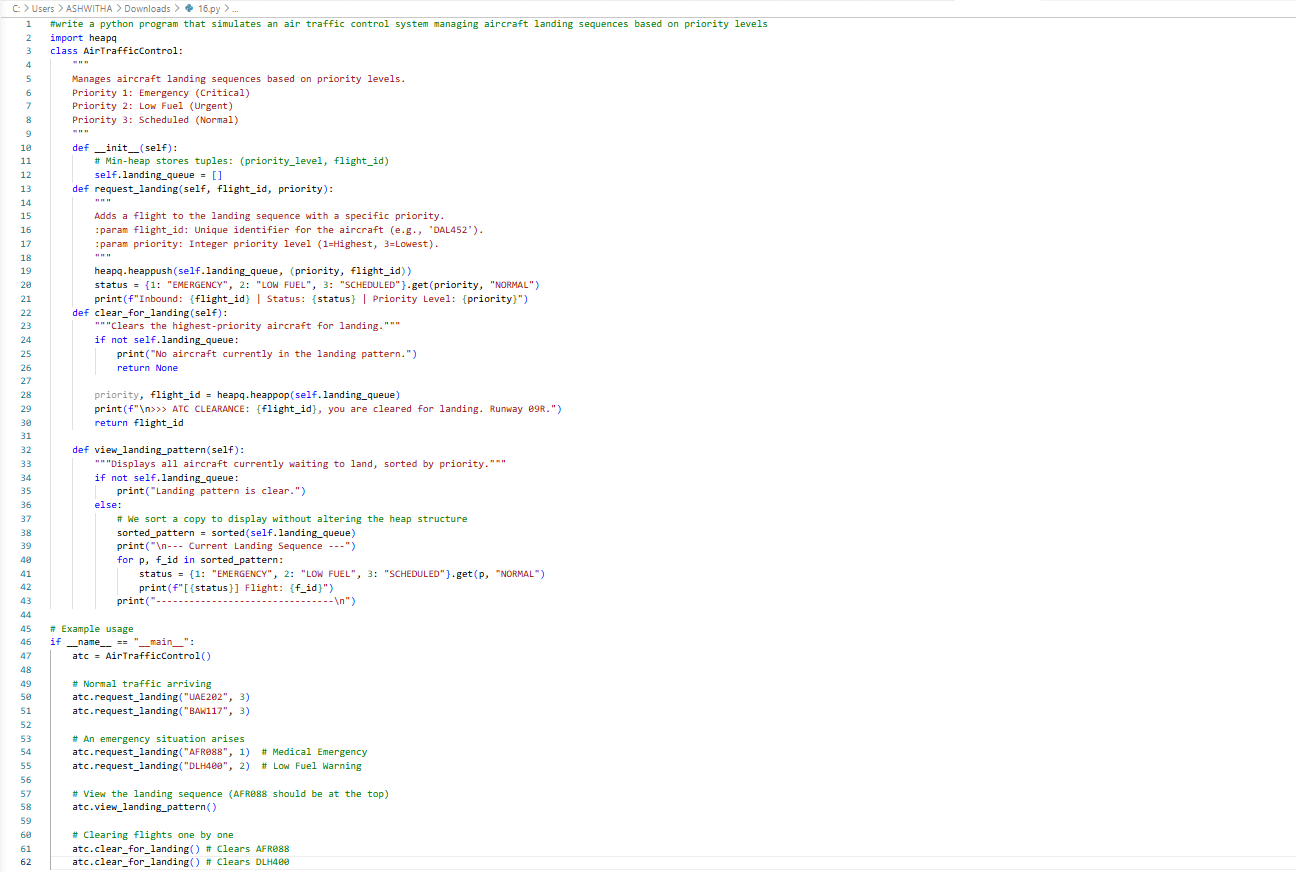 C: > Users > ASHWITHA > Downloads > 16.py > ...
1 #write a python program that simulates an air traffic control system managing aircraft landing sequences based on priority levels
2 import heapq
3 class AirTrafficControl:
4     """
5     Manages aircraft landing sequences based on priority levels.
6     Priority 1: Emergency (Critical)
7     Priority 2: Low Fuel (Urgent)
8     Priority 3: Scheduled (Normal)
9     """
10     def __init__(self):
11         # Min-heap stores tuples: (priority_level, flight_id)
12         self.landing_queue = []
13     def request_landing(self, flight_id, priority):
14         """
15         Adds a flight to the landing sequence with a specific priority.
16         :param flight_id: Unique identifier for the aircraft (e.g., 'DAL452').
17         :param priority: Integer priority level (1=Highest, 3=Lowest).
18         """
19         heapq.heappush(self.landing_queue, (priority, flight_id))
20         status = {1: "EMERGENCY", 2: "LOW FUEL", 3: "SCHEDULED"}.get(priority, "NORMAL")
21         print(f"Inbound: {flight_id} | Status: {status} | Priority Level: {priority}")
22     def clear_for_landing(self):
23         """Clears the highest-priority aircraft for landing."""
24         if not self.landing_queue:
25             print("No aircraft currently in the landing pattern.")
26             return None
27
28         priority, flight_id = heapq.heappop(self.landing_queue)
29         print(f"\n>>> ATC CLEARANCE: {flight_id}, you are cleared for landing. Runway 09R.")
30         return flight_id
31
32     def view_landing_pattern(self):
33         """Displays all aircraft currently waiting to land, sorted by priority."""
34         if not self.landing_queue:
35             print("Landing pattern is clear.")
36         else:
37             # We sort a copy to display without altering the heap structure
38             sorted_pattern = sorted(self.landing_queue)
39             print("\n--- Current Landing Sequence ---")
40             for p, f_id in sorted_pattern:
41                 status = {1: "EMERGENCY", 2: "LOW FUEL", 3: "SCHEDULED"}.get(p, "NORMAL")
42                 print(f"[{status}] Flight: {f_id}")
43             print("--------------------------------\n")
44
45 # Example usage
46 if __name__ == "__main__":
47     atc = AirTrafficControl()
48
49     # Normal traffic arriving
50     atc.request_landing("UAE202", 3)
51     atc.request_landing("BAW117", 3)
52
53     # An emergency situation arises
54     atc.request_landing("AFR088", 1)  # Medical Emergency
55     atc.request_landing("DLH400", 2)  # Low Fuel Warning
56
57     # View the landing sequence (AFR088 should be at the top)
58     atc.view_landing_pattern()
59
60     # Clearing flights one by one
61     atc.clear_for_landing() # Clears AFR088
62     atc.clear_for_landing() # Clears DLH400